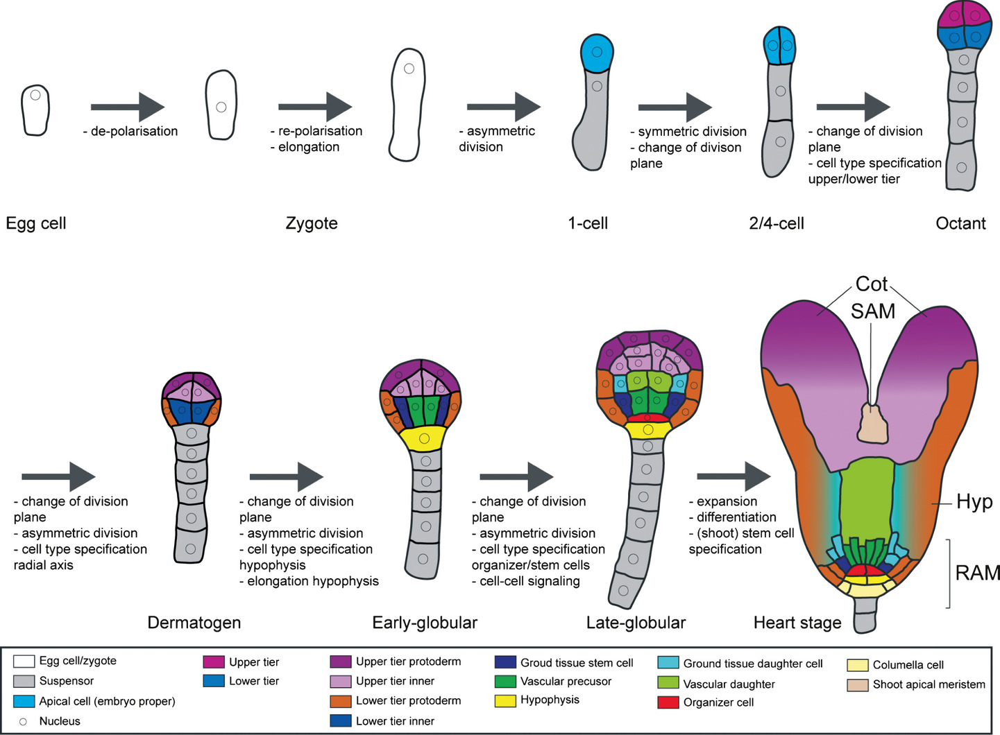 - de-polarisation
- re-polarisation
- elongation
- asymmetric
division
- symmetric division
- change of divison
plane
- change of division
plane
- cell type specification
upper/lower tier
Egg cell
Zygote
1-cell
2/4-cell
Octant
Cot
SAM
Hyp
RAM
- change of division
plane
- asymmetric division
- cell type specification
radial axis
- change of division
plane
- asymmetric division
- cell type specification
hypophysis
- elongation hypophysis
- change of division
plane
- asymmetric division
- cell type specification
organizer/stem cells
- cell-cell signaling
- expansion
- differentiation
- (shoot) stem cell
specification
Dermatogen
Early-globular
Late-globular
Heart stage
Egg cell/zygote
Suspensor
Apical cell (embryo proper)
Nucleus
Upper tier
Lower tier
Upper tier protoderm
Upper tier inner
Lower tier protoderm
Lower tier inner
Groud tissue stem cell
Vascular precusor
Hypophysis
Ground tissue daughter cell
Vascular daughter
Organizer cell
Columella cell
Shoot apical meristem